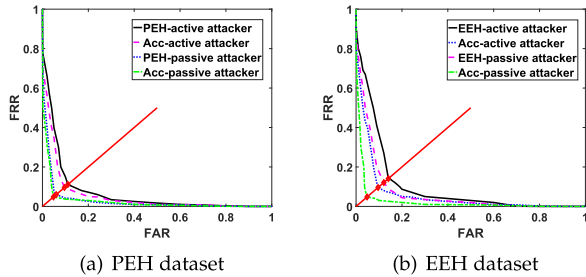 PEH-active attacker
Acc-active attacker
PEH-passive attacker
Acc-passive attacker
FRR
1
0.8
0.6
0.4
0.2
0
0 0.2 0.4 0.6 0.8 1
FAR
(a) PEH dataset
EEH-active attacker
Acc-active attacker
EEH-passive attacker
Acc-passive attacker
FRR
1
0.8
0.6
0.4
0.2
0
0 0.2 0.4 0.6 0.8 1
FAR
(b) EEH dataset